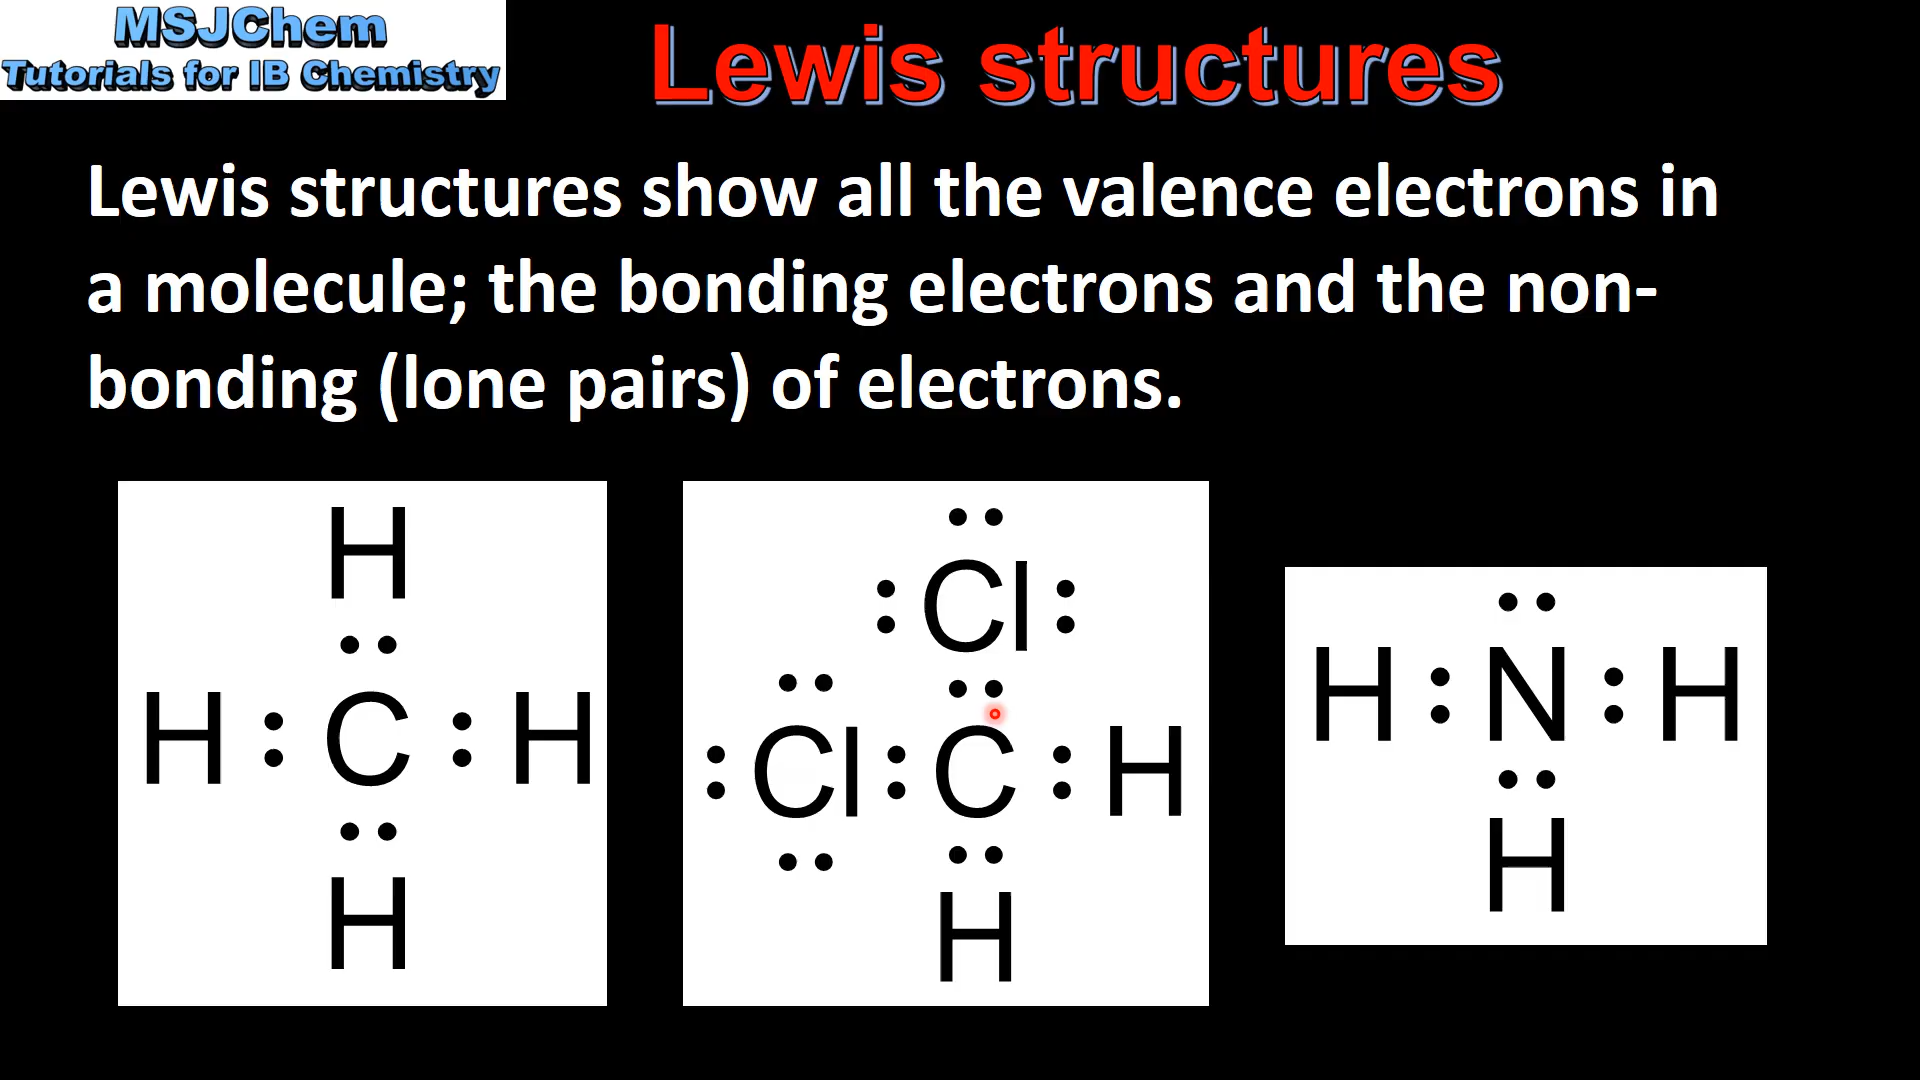 MSJChem
Tutorials for IB Chemistry
Lewis structures
Lewis structures show all the valence electrons in
a molecule; the bonding electrons and the non-
bonding (lone pairs) of electrons.
H
H : C : H
H
Cl
Cl : C : H
H
H : N : H
H